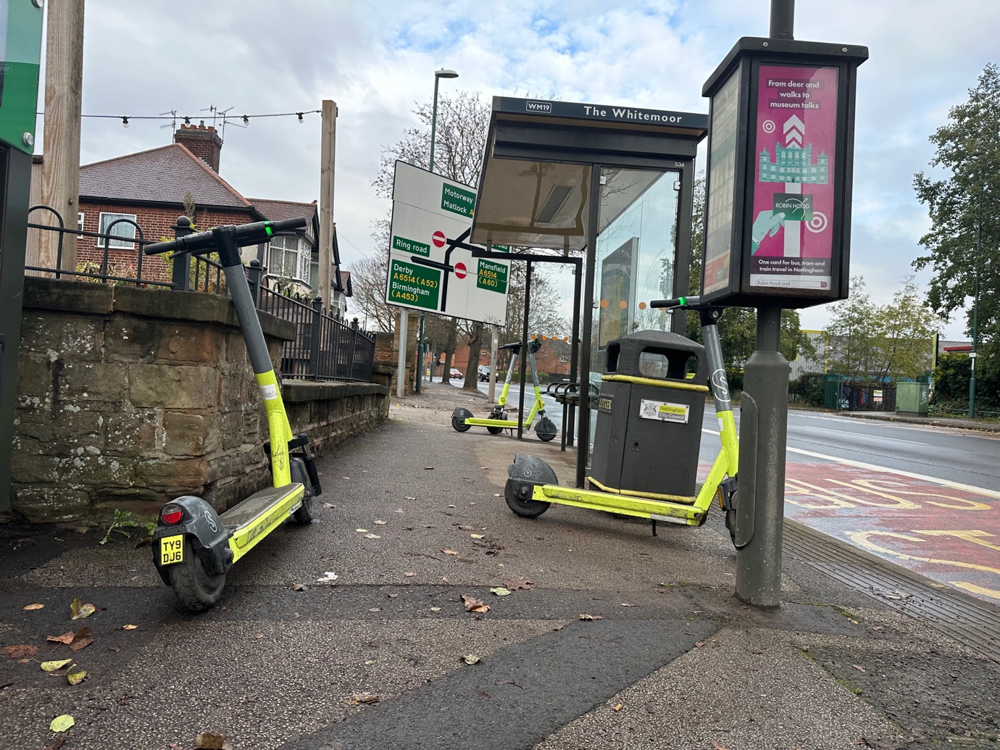 WM19 The Whitemoor
534
From deer and
walks to
museum talks
ROBIN HOOD
One card for bus, tram and
train travel in Nottingham
Robin Hood card
Motorway
Matlock
Ring road
Derby
A6514 (A52)
Birmingham
(A453)
Mansfield
A6514
(A60)
LITTER
Nottingham
City Council
TY9
DJ6
BUS